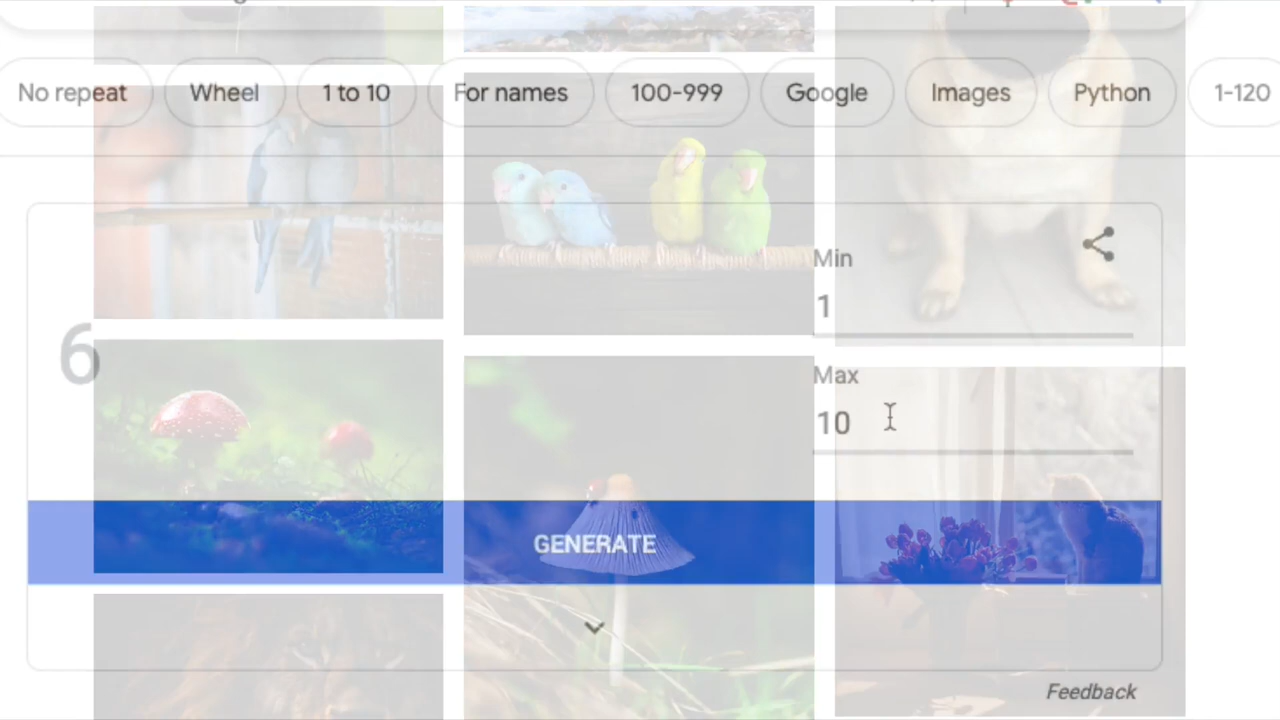 No repeat Wheel 1 to 10 For names 100-999 Google Images Python 1-120
Min
1
6
Max
10
GENERATE
Feedback